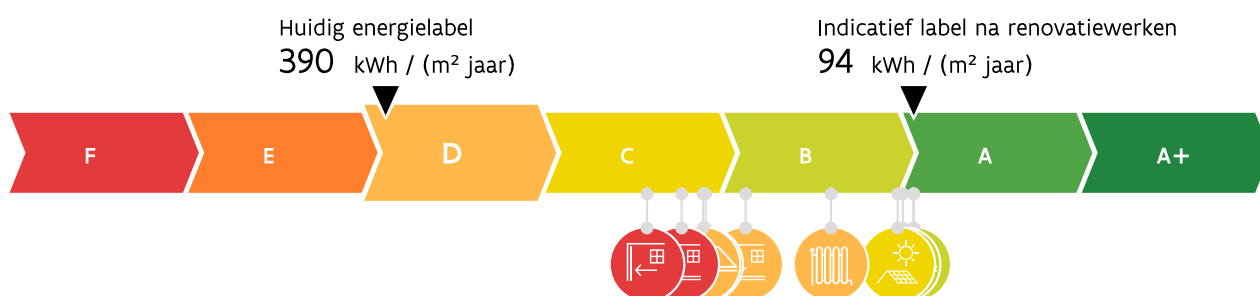 Huidig energielabel
390 kWh / (m² jaar)
Indicatief label na renovatiewerken
94 kWh / (m² jaar)
F E D C B A A+